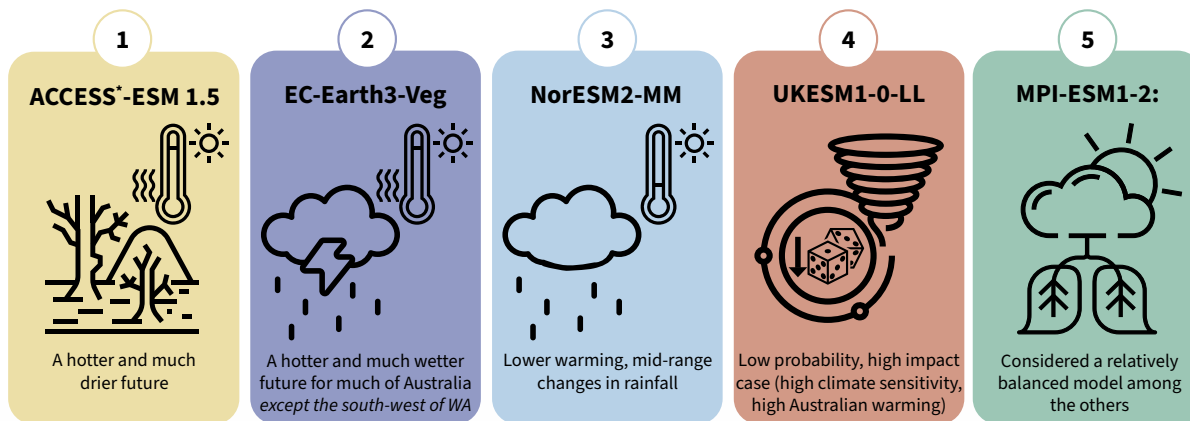 1
ACCESS*-ESM 1.5
A hotter and much
drier future
2
EC-Earth3-Veg
A hotter and much wetter
future for much of Australia
except the south-west of WA
3
NorESM2-MM
Lower warming, mid-range
changes in rainfall
4
UKESM1-0-LL
Low probability, high impact
case (high climate sensitivity,
high Australian warming)
5
MPI-ESM1-2:
Considered a relatively
balanced model among
the others